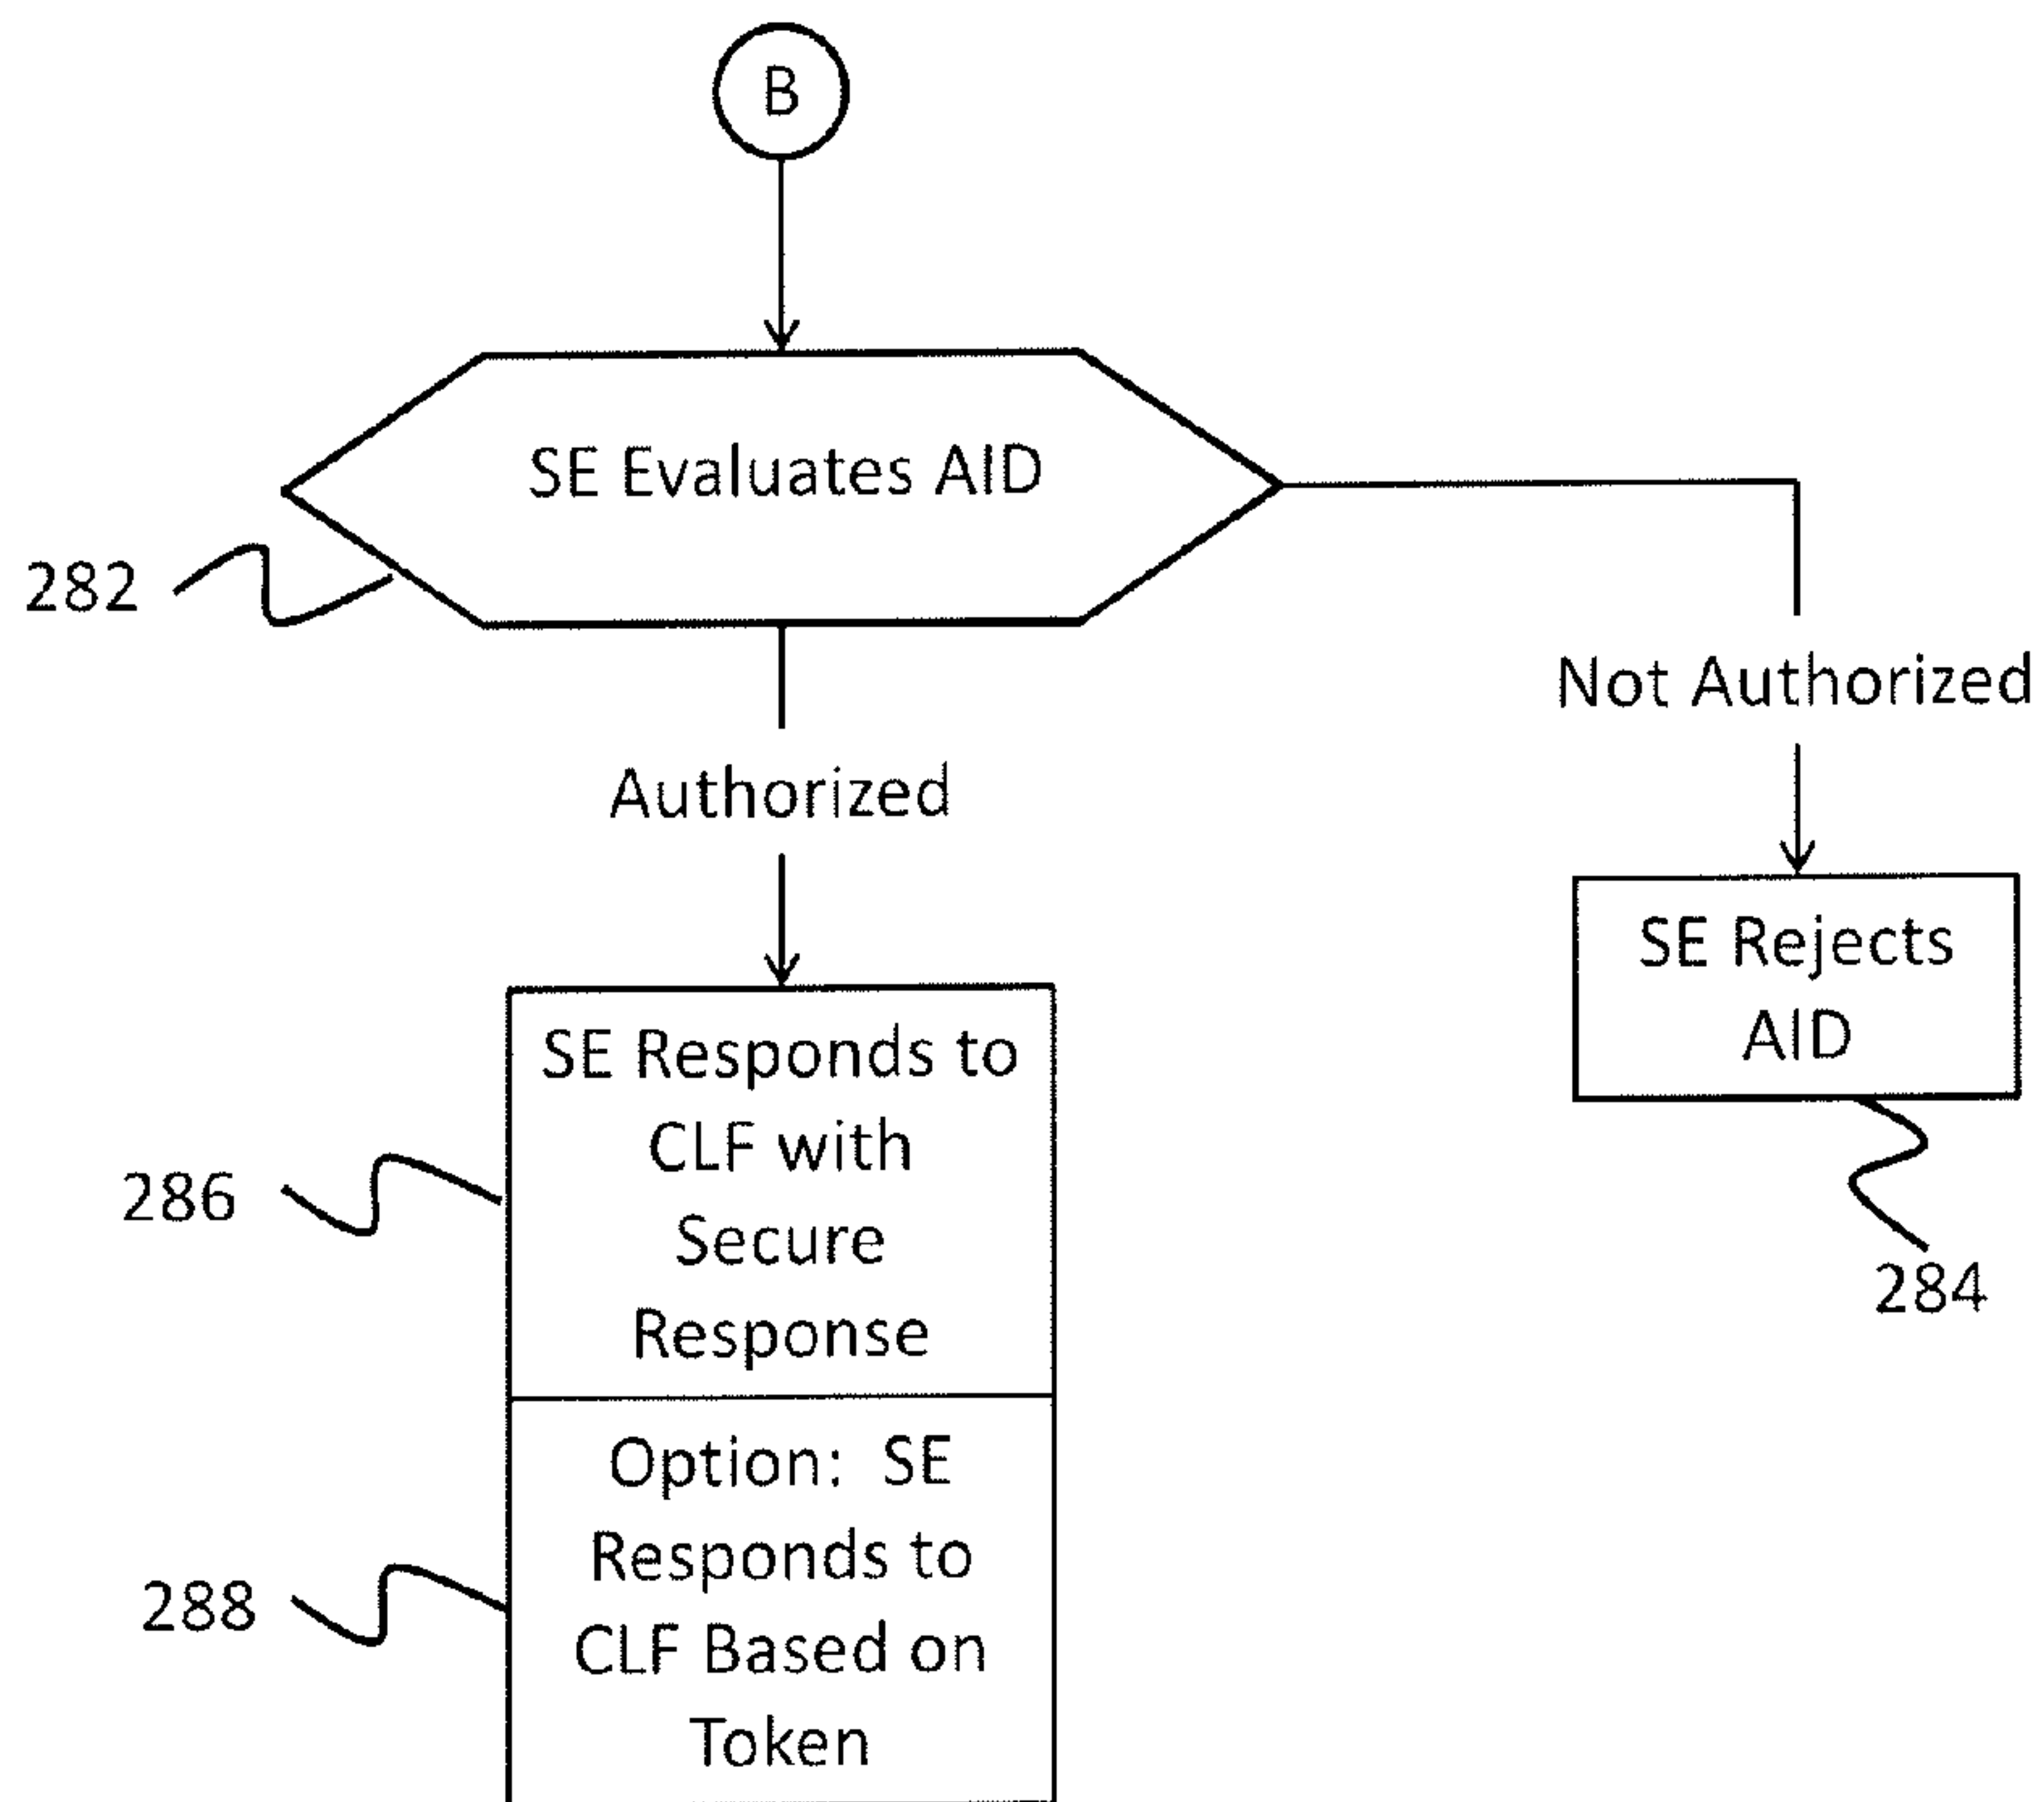 B
SE Evaluates AID
282
Not Authorized
Authorized
SE Rejects
AID
SE Responds to
CLF with
Secure
Response
286
284
Option: SE
Responds to
CLF Based on
Token
288